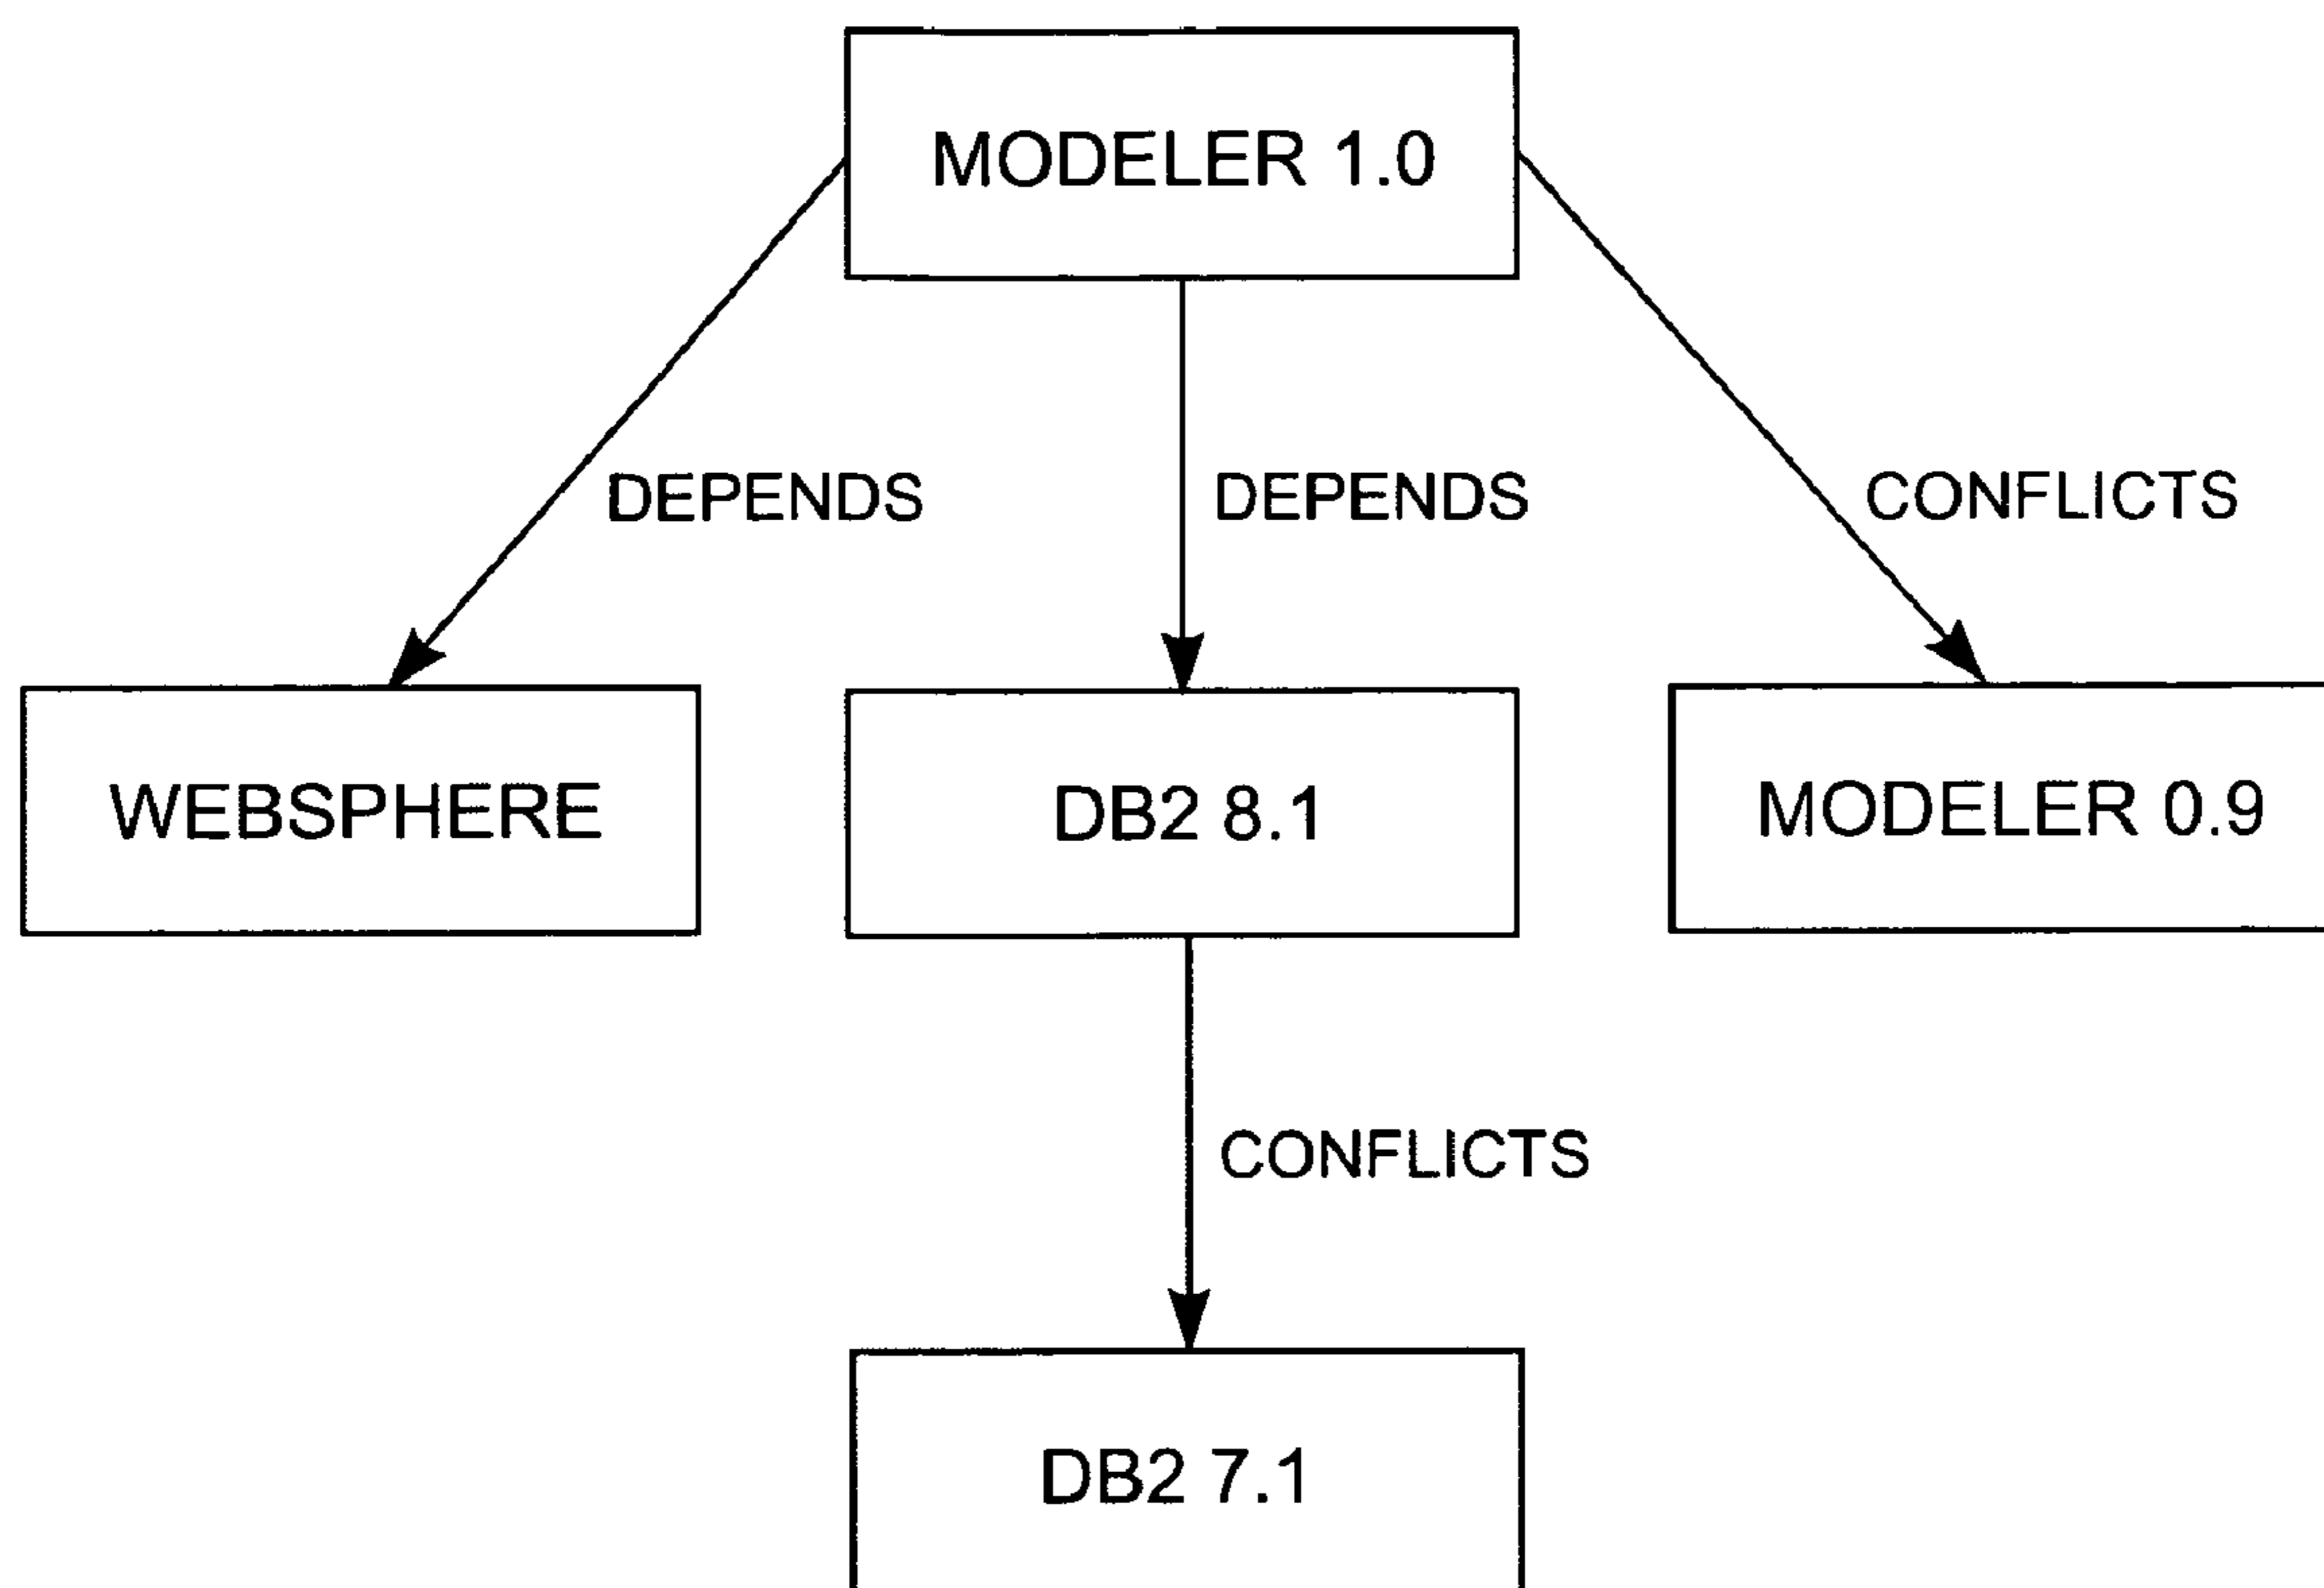 MODELER 1.0
DEPENDS
DEPENDS
CONFLICTS
WEBSPHERE
DB2 8.1
MODELER 0.9
CONFLICTS
DB2 7.1